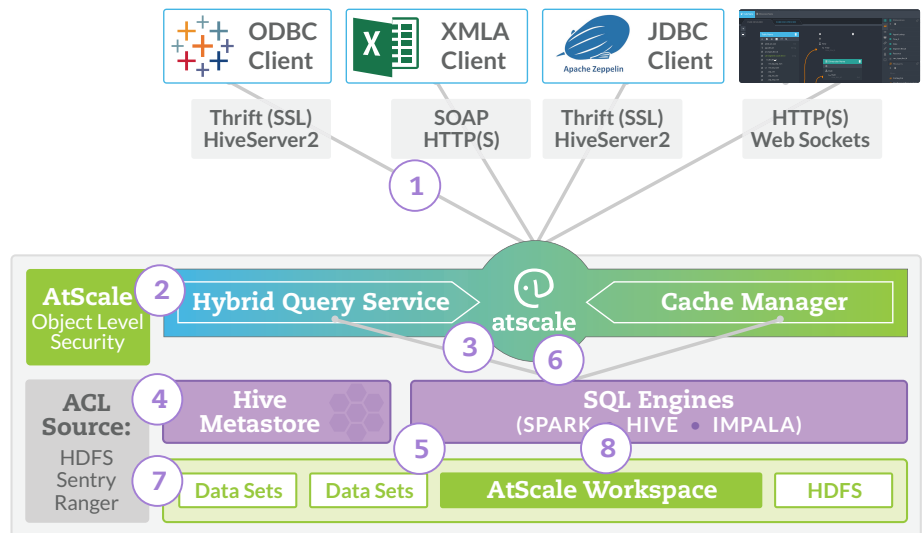 ODBC
Client
XMLA
Client
JDBC
Client
Apache Zeppelin
Thrift (SSL)
HiveServer2
SOAP
HTTP(S)
Thrift (SSL)
HiveServer2
HTTP(S)
Web Sockets
1
AtScale
Object Level
Security
2
Hybrid Query Service
atscale
Cache Manager
3
6
ACL
Source:
HDFS
Sentry
Ranger
4
Hive
Metastore
SQL Engines
(SPARK • HIVE • IMPALA)
5
8
7
Data Sets
Data Sets
AtScale Workspace
HDFS